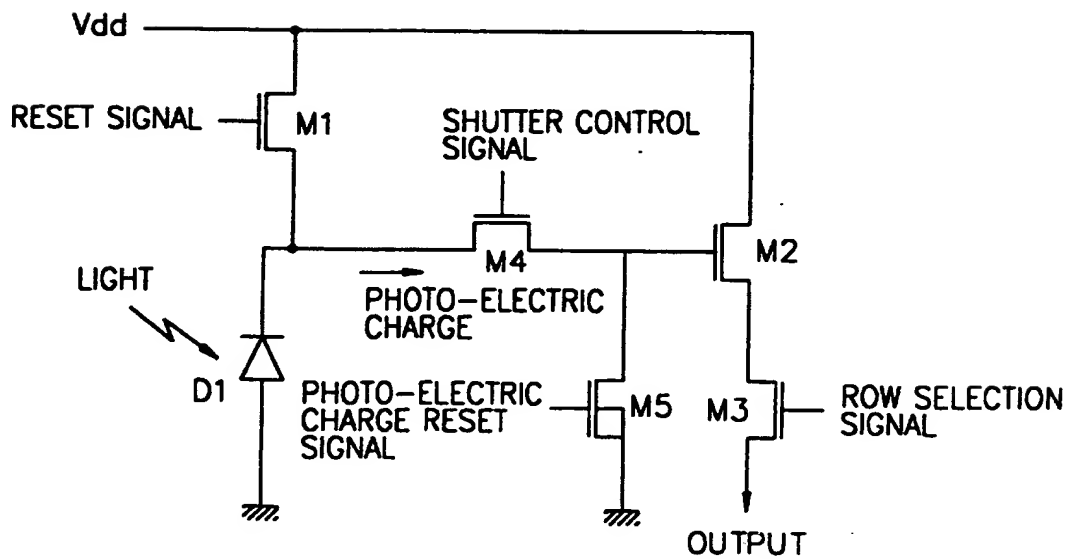 Vdd
RESET SIGNAL
M1
SHUTTER CONTROL
SIGNAL
M4
M2
LIGHT
PHOTO-ELECTRIC
CHARGE
D1
PHOTO-ELECTRIC
CHARGE RESET
SIGNAL
M5
M3
ROW SELECTION
SIGNAL
OUTPUT